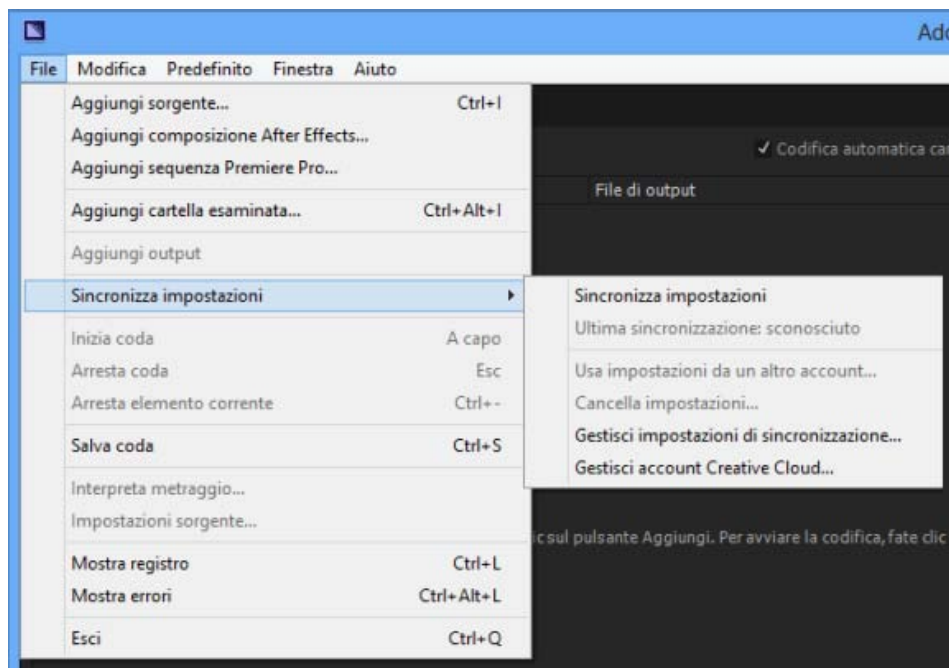 Ado
File Modifica Predefinito Finestra Aiuto
Aggiungi sorgente... Ctrl+I
Aggiungi composizione After Effects...
Aggiungi sequenza Premiere Pro...
Aggiungi cartella esaminata... Ctrl+Alt+I
Aggiungi output
Sincronizza impostazioni
Inizia coda A capo
Arresta coda Esc
Arresta elemento corrente Ctrl+-
Salva coda Ctrl+S
Interpreta metraggio...
Impostazioni sorgente...
Mostra registro Ctrl+L
Mostra errori Ctrl+Alt+L
Esci Ctrl+Q
Codifica automatica car
File di output
Sincronizza impostazioni
Ultima sincronizzazione: sconosciuto
Usa impostazioni da un altro account...
Cancella impostazioni...
Gestisci impostazioni di sincronizzazione...
Gestisci account Creative Cloud...
ic sul pulsante Aggiungi. Per avviare la codifica, fate clic